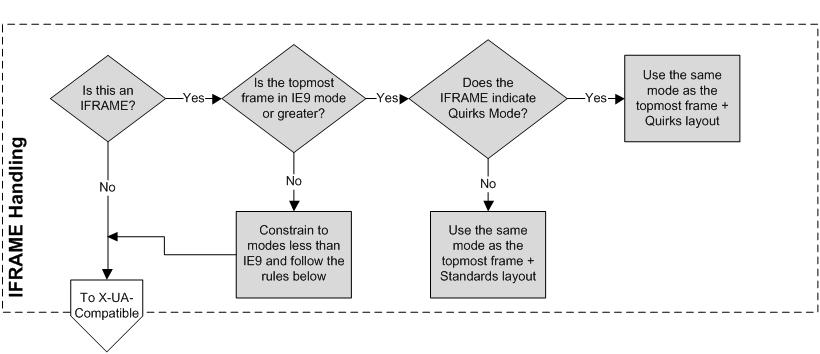 IFRAME Handling
Is this an
IFRAME?
Yes
Is the topmost
frame in IE9 mode
or greater?
Yes
Does the
IFRAME indicate
Quirks Mode?
Yes
Use the same
mode as the
topmost frame +
Quirks layout
No
No
No
Constrain to
modes less than
IE9 and follow the
rules below
Use the same
mode as the
topmost frame +
Standards layout
To X-UA-
Compatible